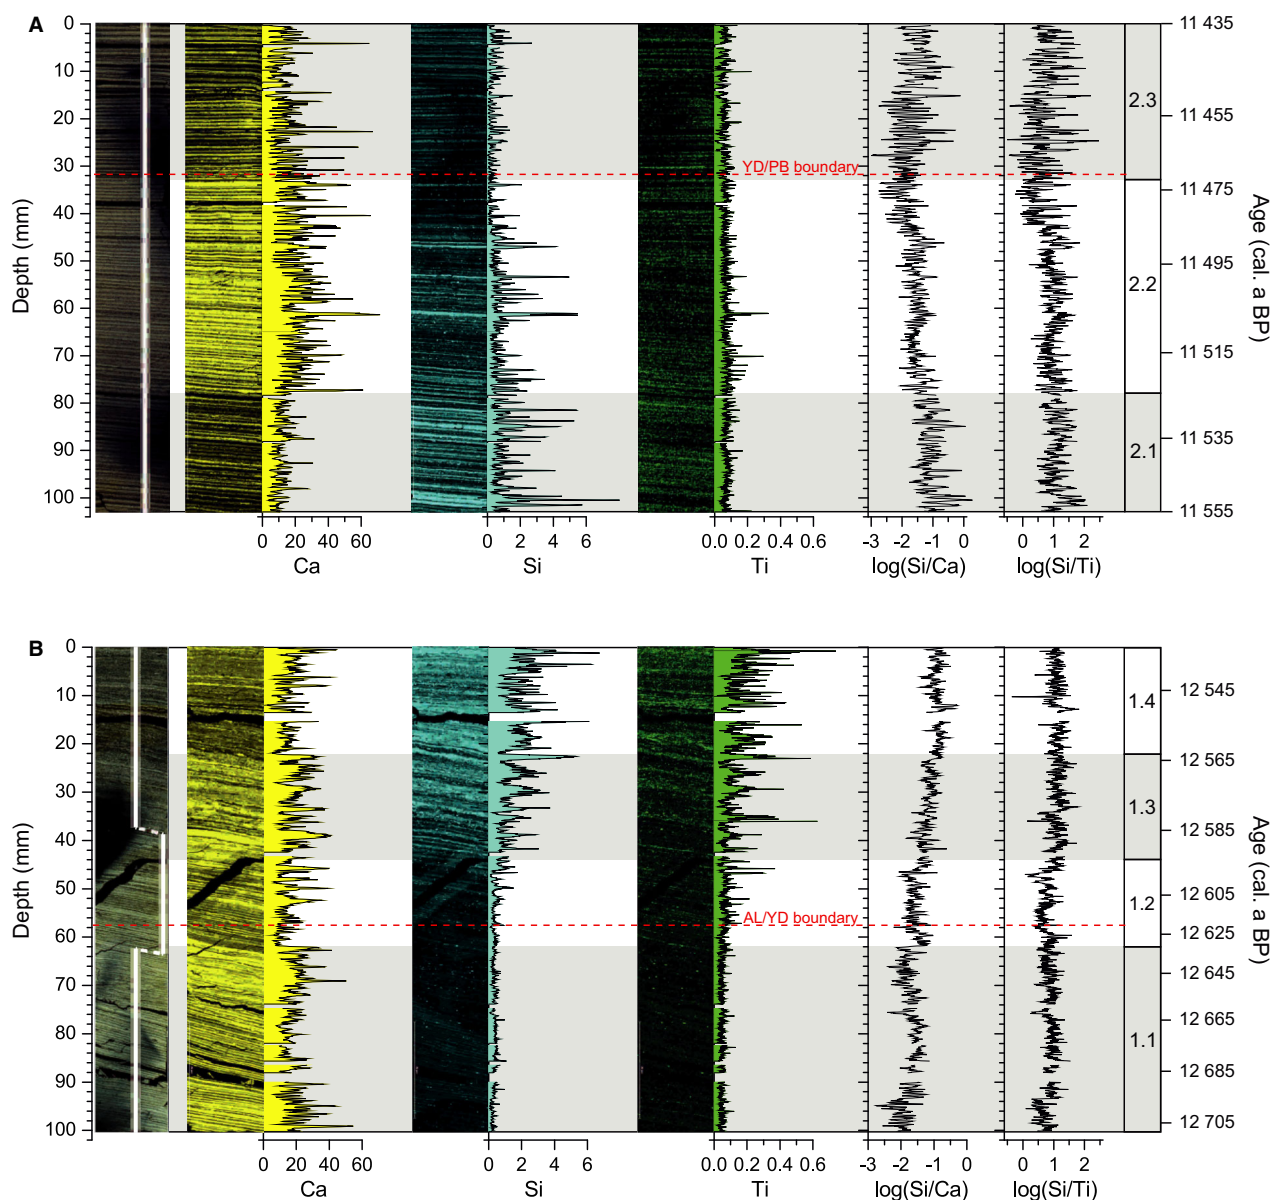 A
0
10
20
30
40
50
60
70
80
90
100
Depth (mm)
YD/PB boundary
2.3
2.2
2.1
11 435
11 455
11 475
11 495
11 515
11 535
11 555
Age (cal. a BP)
0 20 40 60
Ca
0 2 4 6
Si
0.0 0.2 0.4 0.6
Ti
-3 -2 -1 0
log(Si/Ca)
0 1 2
log(Si/Ti)
B
0
10
20
30
40
50
60
70
80
90
100
Depth (mm)
AL/YD boundary
1.4
1.3
1.2
1.1
12 545
12 565
12 585
12 605
12 625
12 645
12 665
12 685
12 705
Age (cal. a BP)
0 20 40 60
Ca
0 2 4 6
Si
0.0 0.2 0.4 0.6
Ti
-3 -2 -1 0
log(Si/Ca)
0 1 2
log(Si/Ti)